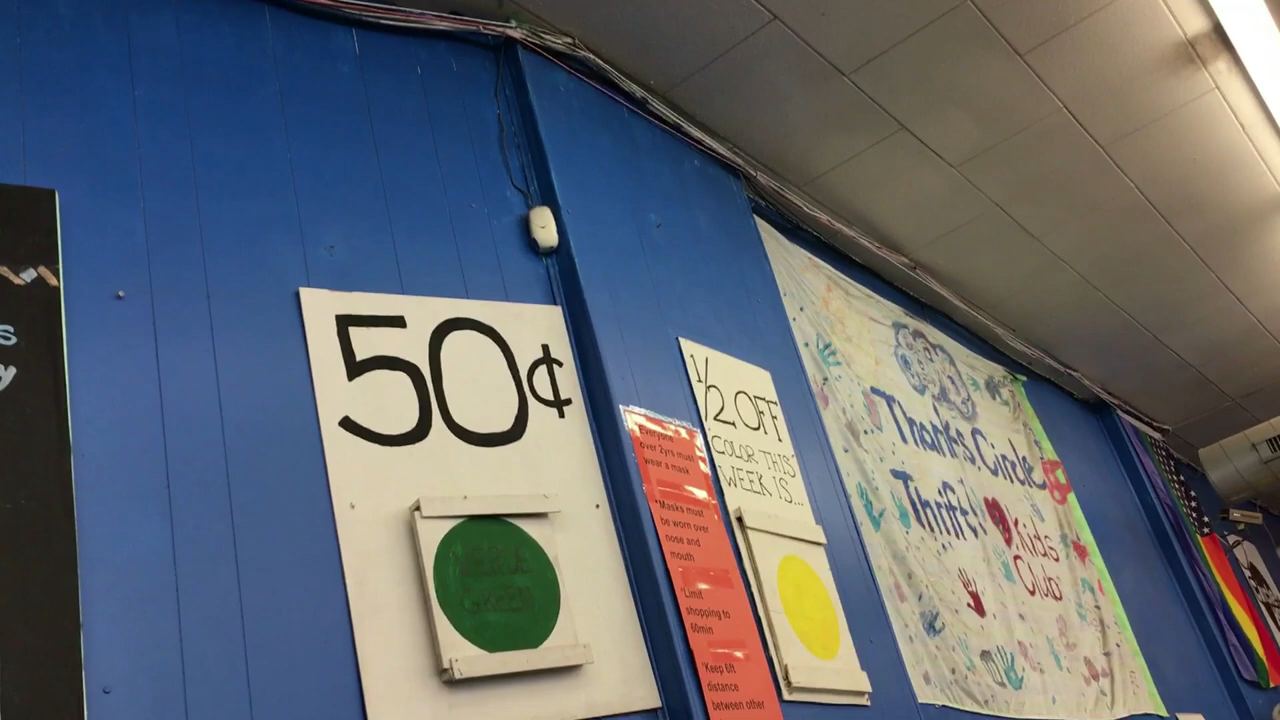 s
y
50¢
VERDE
GREEN
Everyone
over 2yrs must
wear a mask
*Masks must
be worn over
nose and
mouth
*Limit
shopping to
60min
*Keep 6ft
distance
between other
1/2 OFF
COLOR THIS
WEEK IS...
Thanks Circle
Thrift!
Kids
Club